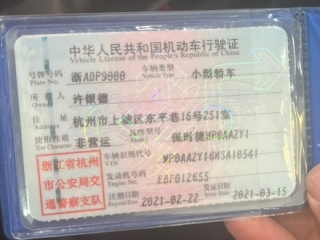 中华人民共和国机动车行驶证
Vehicle License of the People's Republic of China
号牌号码 浙ADP9000 车辆类型 小型轿车
Plate No. Vehicle Type
所有人
Owner
住址 杭州市上城区东平巷16号251室
Address
使用性质 非营运 品牌型号 保时捷WP0AA2Y1
Use Character Model
浙江省杭州市公安局交通警察支队
车辆识别代号
VIN
发动机号码
Engine No.
注册日期 2021-02-22 发证日期 2021-03-15
Register Date Issue Date